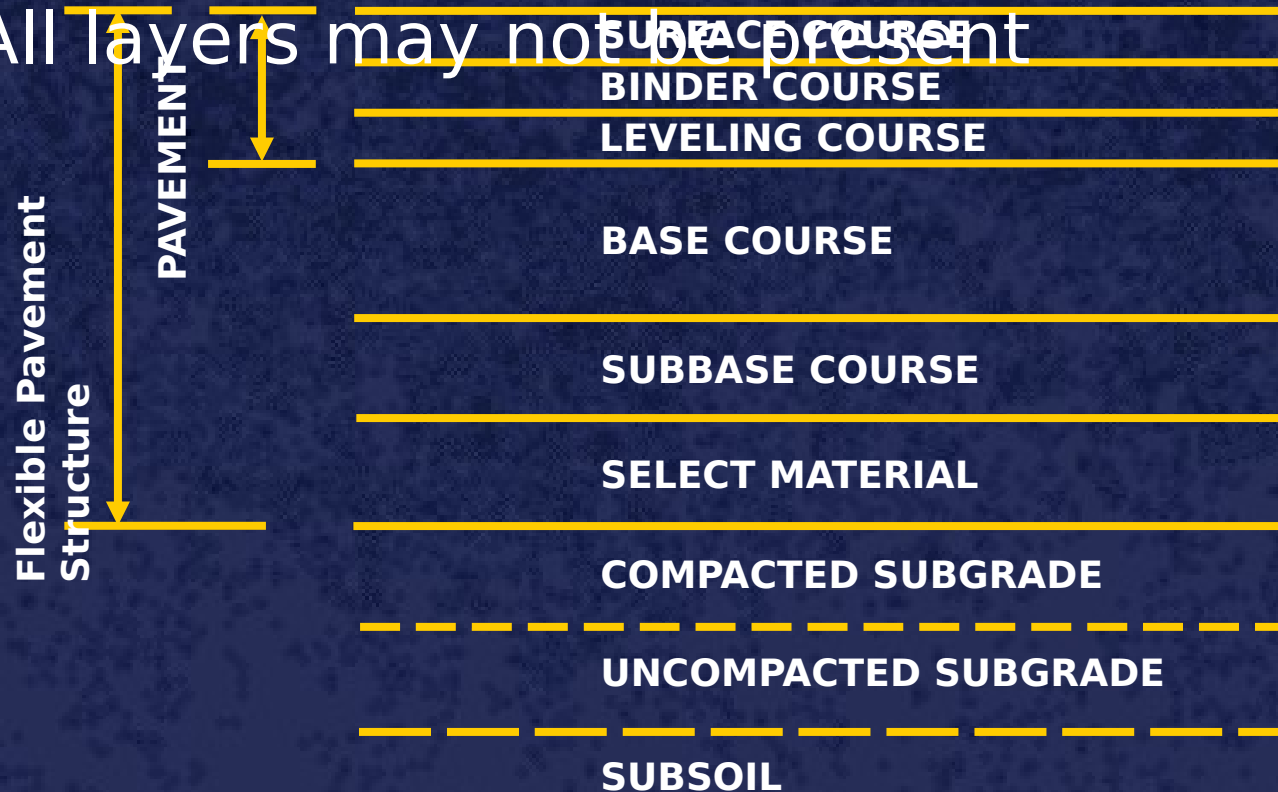 All layers may not be present
SURFACE COURSE
BINDER COURSE
LEVELING COURSE
BASE COURSE
SUBBASE COURSE
SELECT MATERIAL
COMPACTED SUBGRADE
UNCOMPACTED SUBGRADE
SUBSOIL
PAVEMENT
Flexible Pavement
Structure